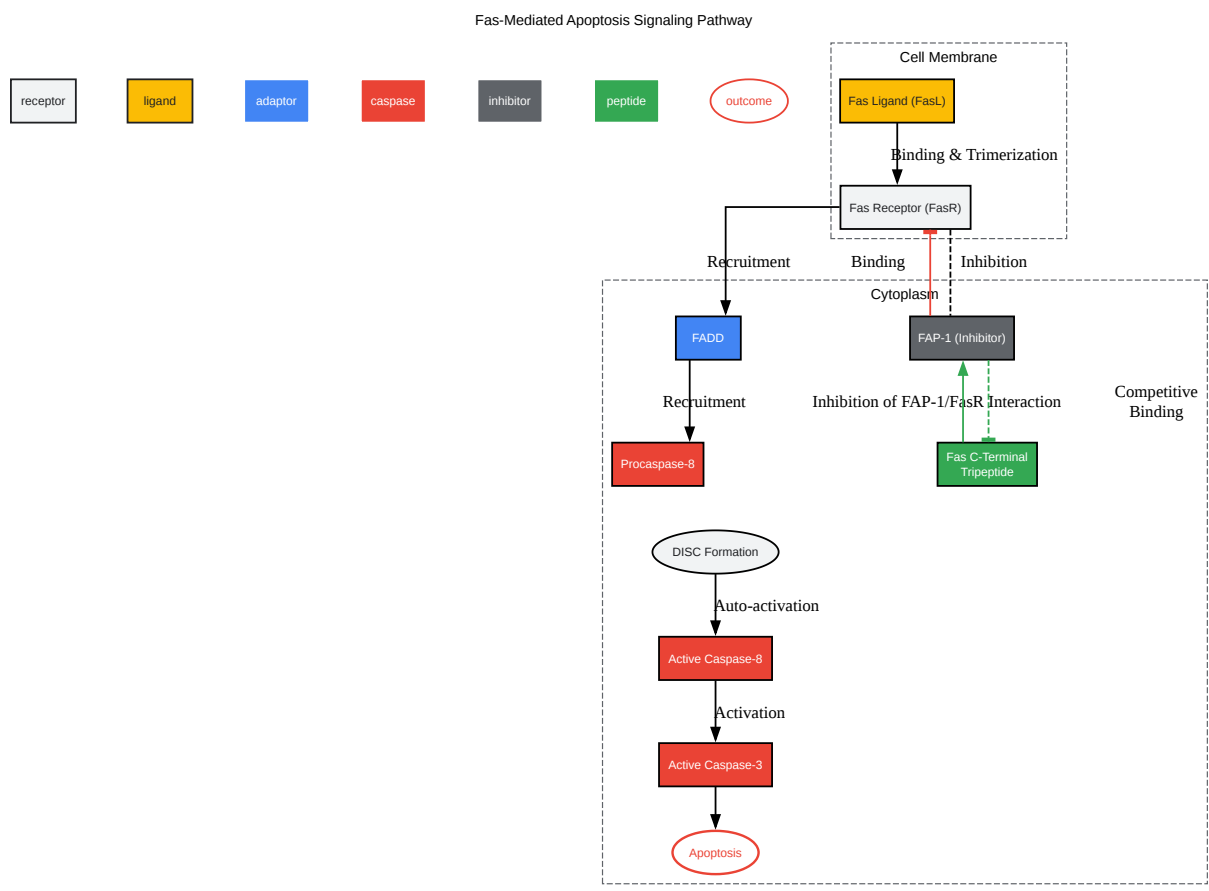 Fas-Mediated Apoptosis Signaling Pathway
receptor
ligand
adaptor
caspase
inhibitor
peptide
outcome
Cell Membrane
Fas Ligand (FasL)
Binding & Trimerization
Fas Receptor (FasR)
Recruitment
Binding
Inhibition
Cytoplasm
FADD
FAP-1 (Inhibitor)
Recruitment
Inhibition of FAP-1/FasR Interaction
Competitive
Binding
Procaspase-8
Fas C-Terminal
Tripeptide
DISC Formation
Auto-activation
Active Caspase-8
Activation
Active Caspase-3
Apoptosis